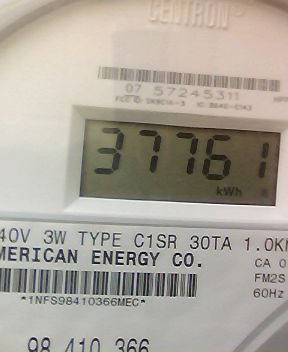 CENTRON®
07 57245311
37761
kWh
40V 3W TYPE C1SR 30TA 1.0K
MERICAN ENERGY CO.
CA 0
FM2S
60Hz
*1NFS98410366MEC*
98 410 366